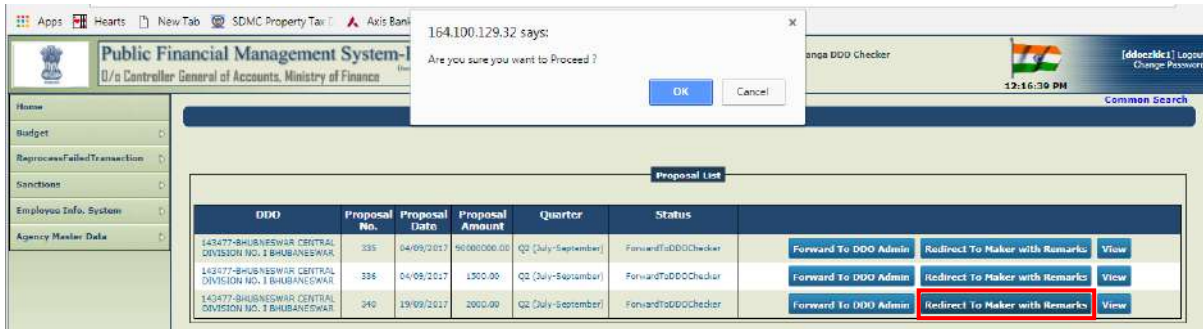 Apps Hearts New Tab SDMC Property Tax Axis Bank
164.100.129.32 says:
Are you sure you want to Proceed ?
OK Cancel
Public Financial Management System-
O/o Controller General of Accounts, Ministry of Finance
anga DDO Checker
[ddoczldc1] Logout
Change Password
12:16:39 PM
Common Search
Home
Budget
ReprocessFailedTransaction
Sanctions
Employee Info. System
Agency Master Data
Proposal List
DDO Proposal No. Proposal Date Proposal Amount Quarter Status
143477-BHUBNESWAR CENTRAL DIVISION NO. I BHUBANESWAR 335 04/09/2017 50000000.00 Q2 (July-September) ForwardToDDOChecker Forward To DDO Admin Redirect To Maker with Remarks View
143477-BHUBNESWAR CENTRAL DIVISION NO. I BHUBANESWAR 336 04/09/2017 1500.00 Q2 (July-September) ForwardToDDOChecker Forward To DDO Admin Redirect To Maker with Remarks View
143477-BHUBNESWAR CENTRAL DIVISION NO. I BHUBANESWAR 340 19/09/2017 2000.00 Q2 (July-September) ForwardToDDOChecker Forward To DDO Admin Redirect To Maker with Remarks View